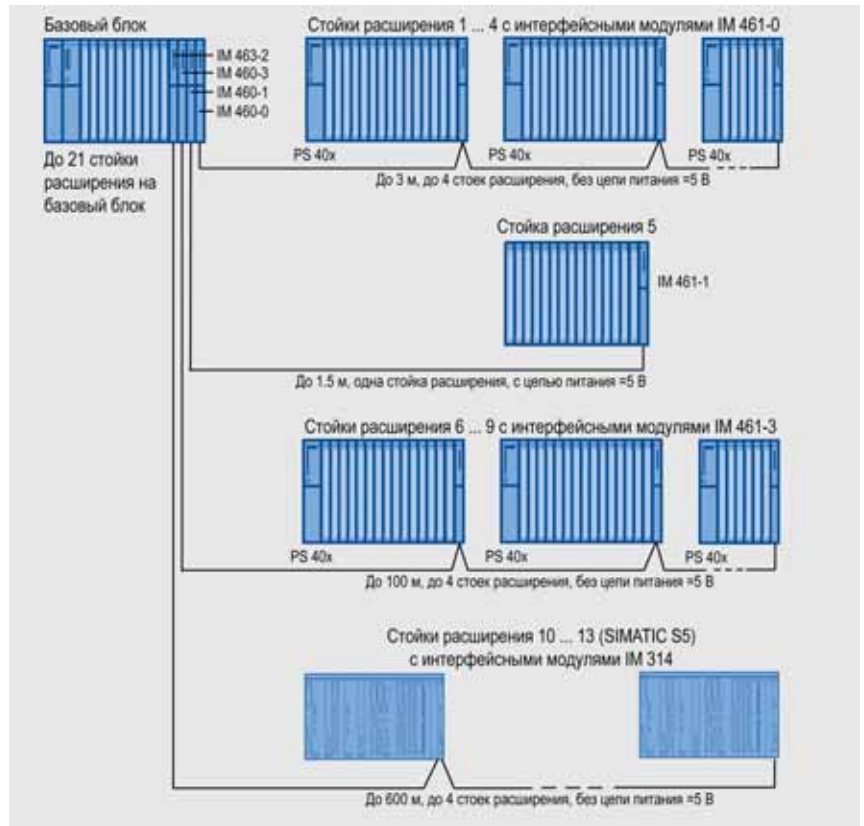 Базовый блок
Стойки расширения 1 ... 4 с интерфейсными модулями IM 461-0
IM 463-2
IM 460-3
IM 460-1
IM 460-0
До 21 стойки
расширения на
базовый блок
PS 40x
PS 40x
PS 40x
До 3 м, до 4 стоек расширения, без цепи питания =5 В
Стойка расширения 5
IM 461-1
До 1.5 м, одна стойка расширения, с цепью питания =5 В
Стойки расширения 6 ... 9 с интерфейсными модулями IM 461-3
PS 40x
PS 40x
PS 40x
До 100 м, до 4 стоек расширения, без цепи питания =5 В
Стойки расширения 10 ... 13 (SIMATIC S5)
с интерфейсными модулями IM 314
До 600 м, до 4 стоек расширения, без цепи питания =5 В